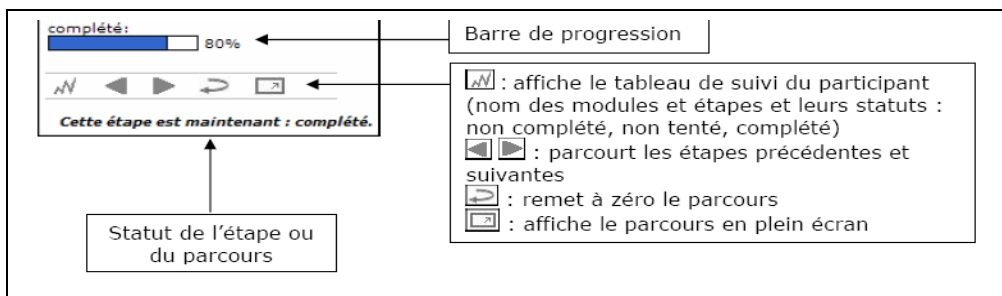 complété:
80%
Cette étape est maintenant : complété.
Statut de l’étape ou
du parcours
Barre de progression
: affiche le tableau de suivi du participant
(nom des modules et étapes et leurs statuts :
non complété, non tenté, complété)
: parcourt les étapes précédentes et
suivantes
: remet à zéro le parcours
: affiche le parcours en plein écran